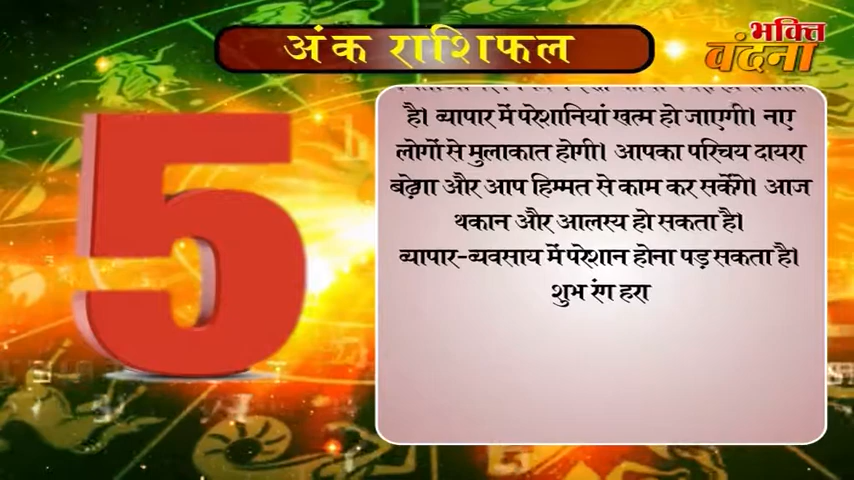 अंक राशिफल
भक्ति
वंदना
5
है। व्यापार में परेशानियां खत्म हो जाएगी। नए
लोगों से मुलाकात होगी। आपका परिचय दायरा
बढ़ेगा और आप हिम्मत से काम कर सकेंगे। आज
थकान और आलस्य हो सकता है।
व्यापार-व्यवसाय में परेशान होना पड़ सकता है।
शुभ रंग हरा